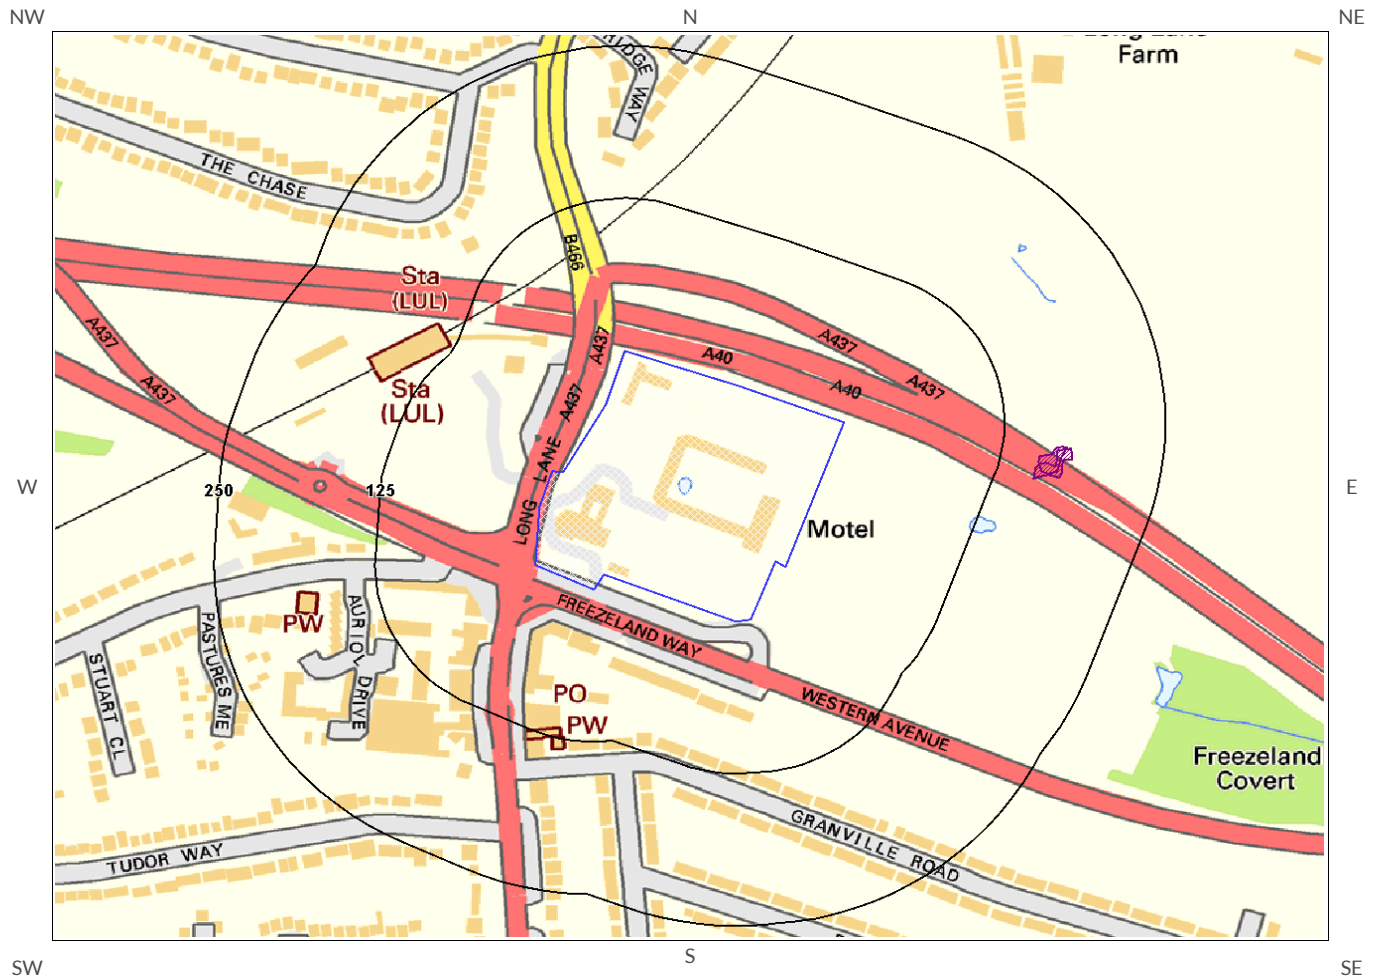 NW
N
NE
RIDGE WAY
Farm
THE CHASE
B466
Sta
(LUL)
A437
A437
A437
A40
A40
A437
A437
A437
Sta
(LUL)
LONG LANE
W
250
125
E
Motel
PW
AURIOL DRIVE
PASTURES ME
STUART CL
FREEZELAND WAY
PO
PW
WESTERN AVENUE
Freezeland
Covert
GRANVILLE ROAD
TUDOR WAY
SW
S
SE